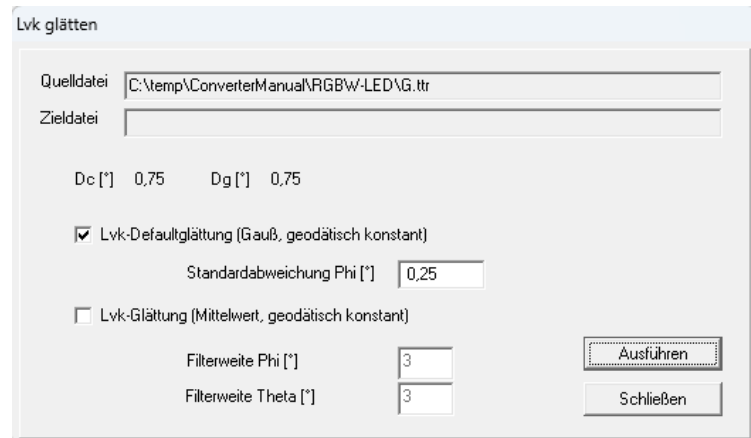 Lvk glätten
Quelldatei C:\temp\ConverterManual\RGBW-LED\G.ttr
Zieldatei
Dc [°] 0,75 Dg [°] 0,75
Lvk-Defaultglättung (Gauß, geodätisch konstant)
Standardabweichung Phi [°] 0,25
Lvk-Glättung (Mittelwert, geodätisch konstant)
Filterweite Phi [°] 3
Ausführen
Filterweite Theta [°] 3
Schließen